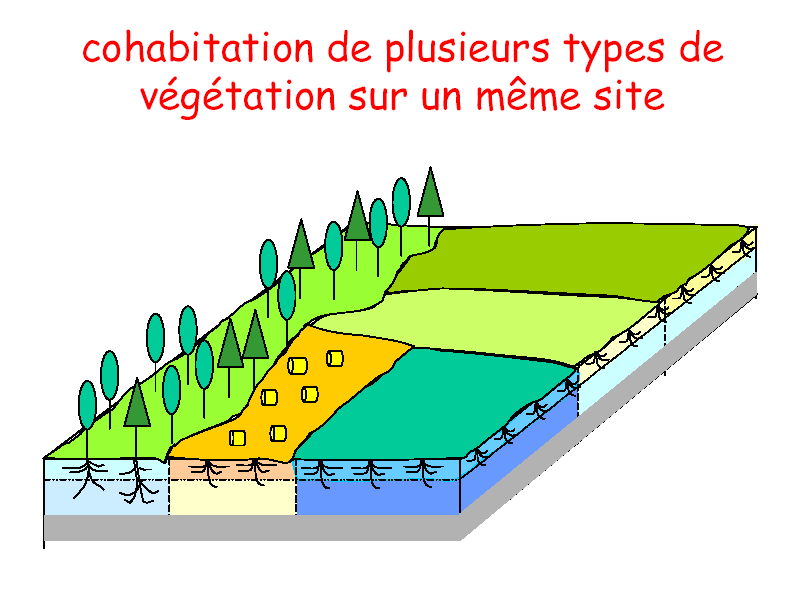 cohabitation de plusieurs types de
végétation sur un même site